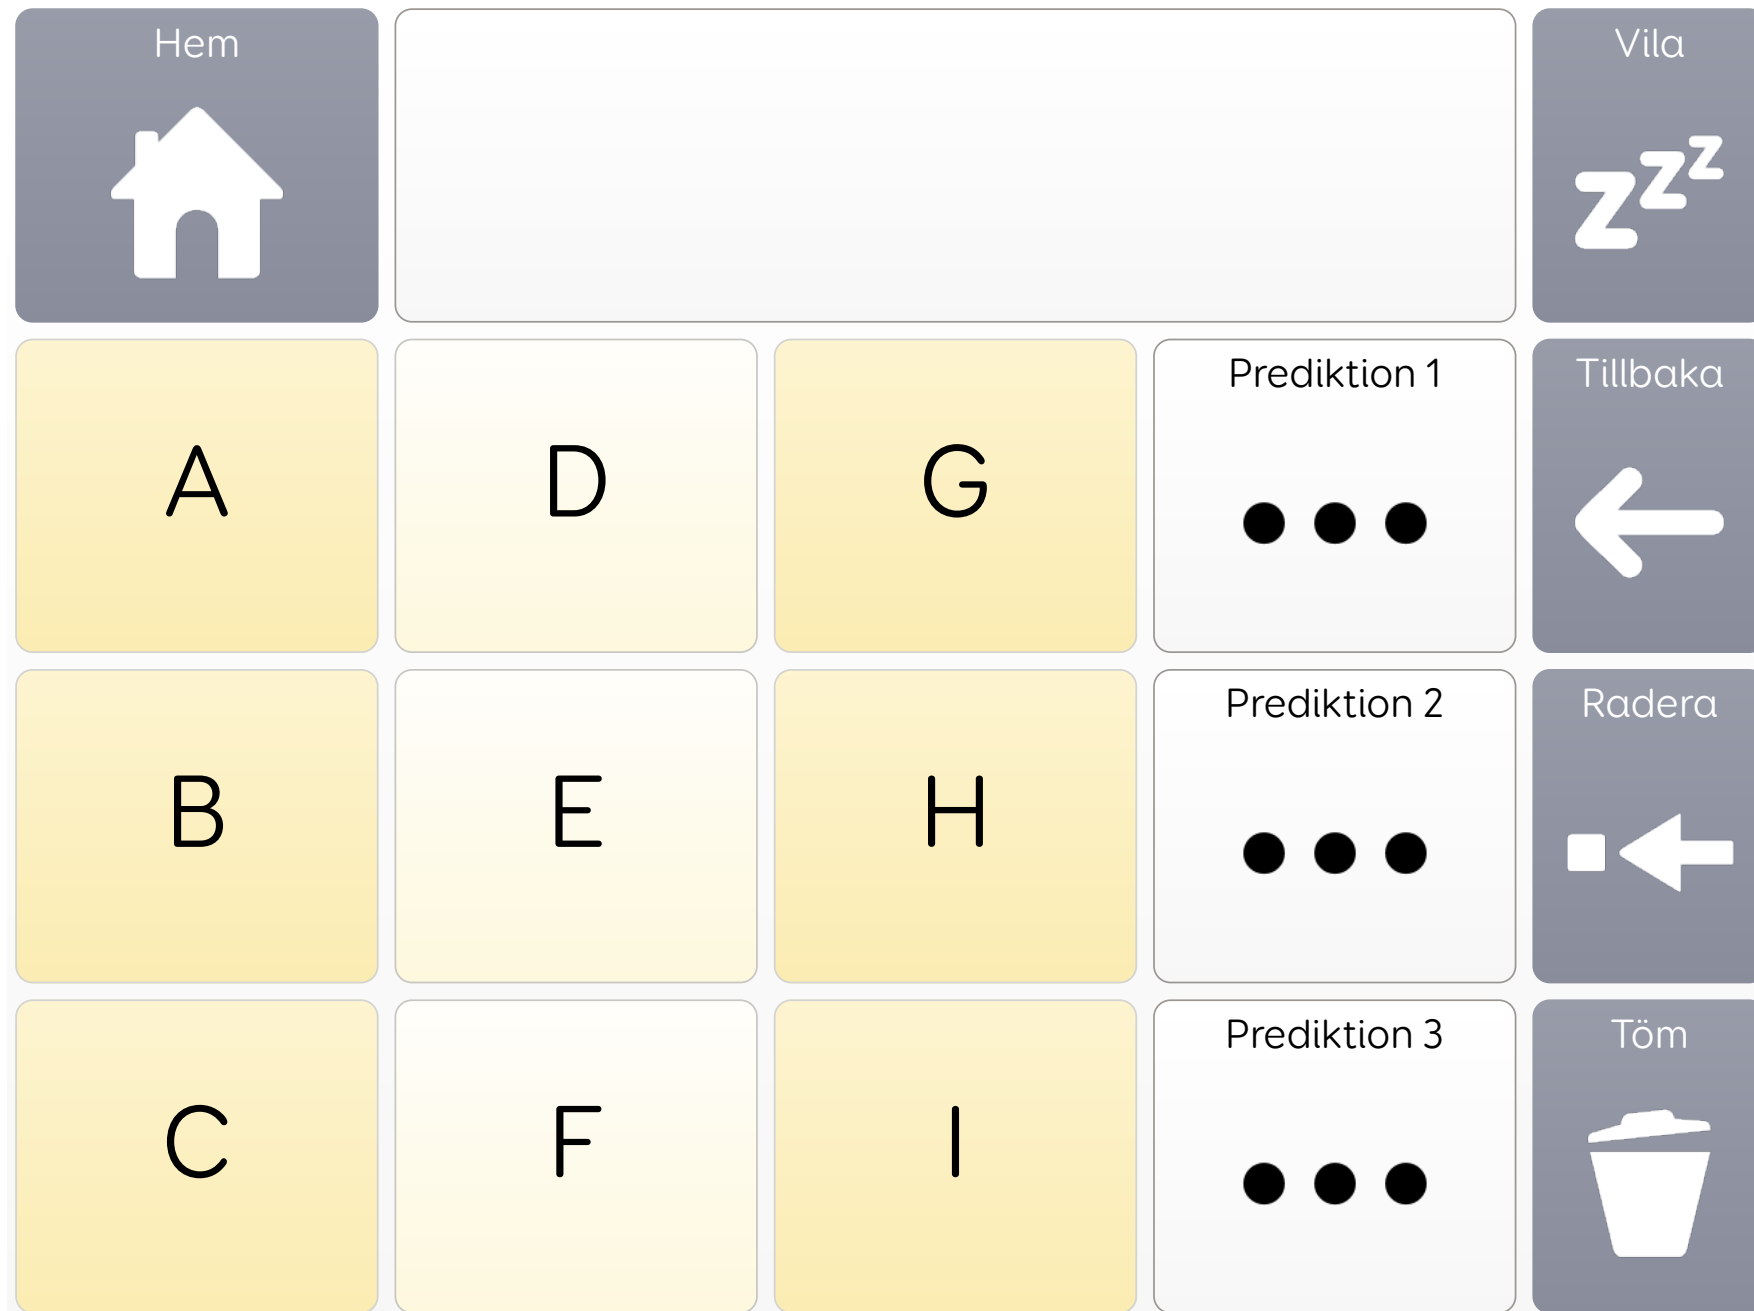 Hem
Vila
A
D
G
Prediktion 1
Tillbaka
B
E
H
Prediktion 2
Radera
C
F
I
Prediktion 3
Töm